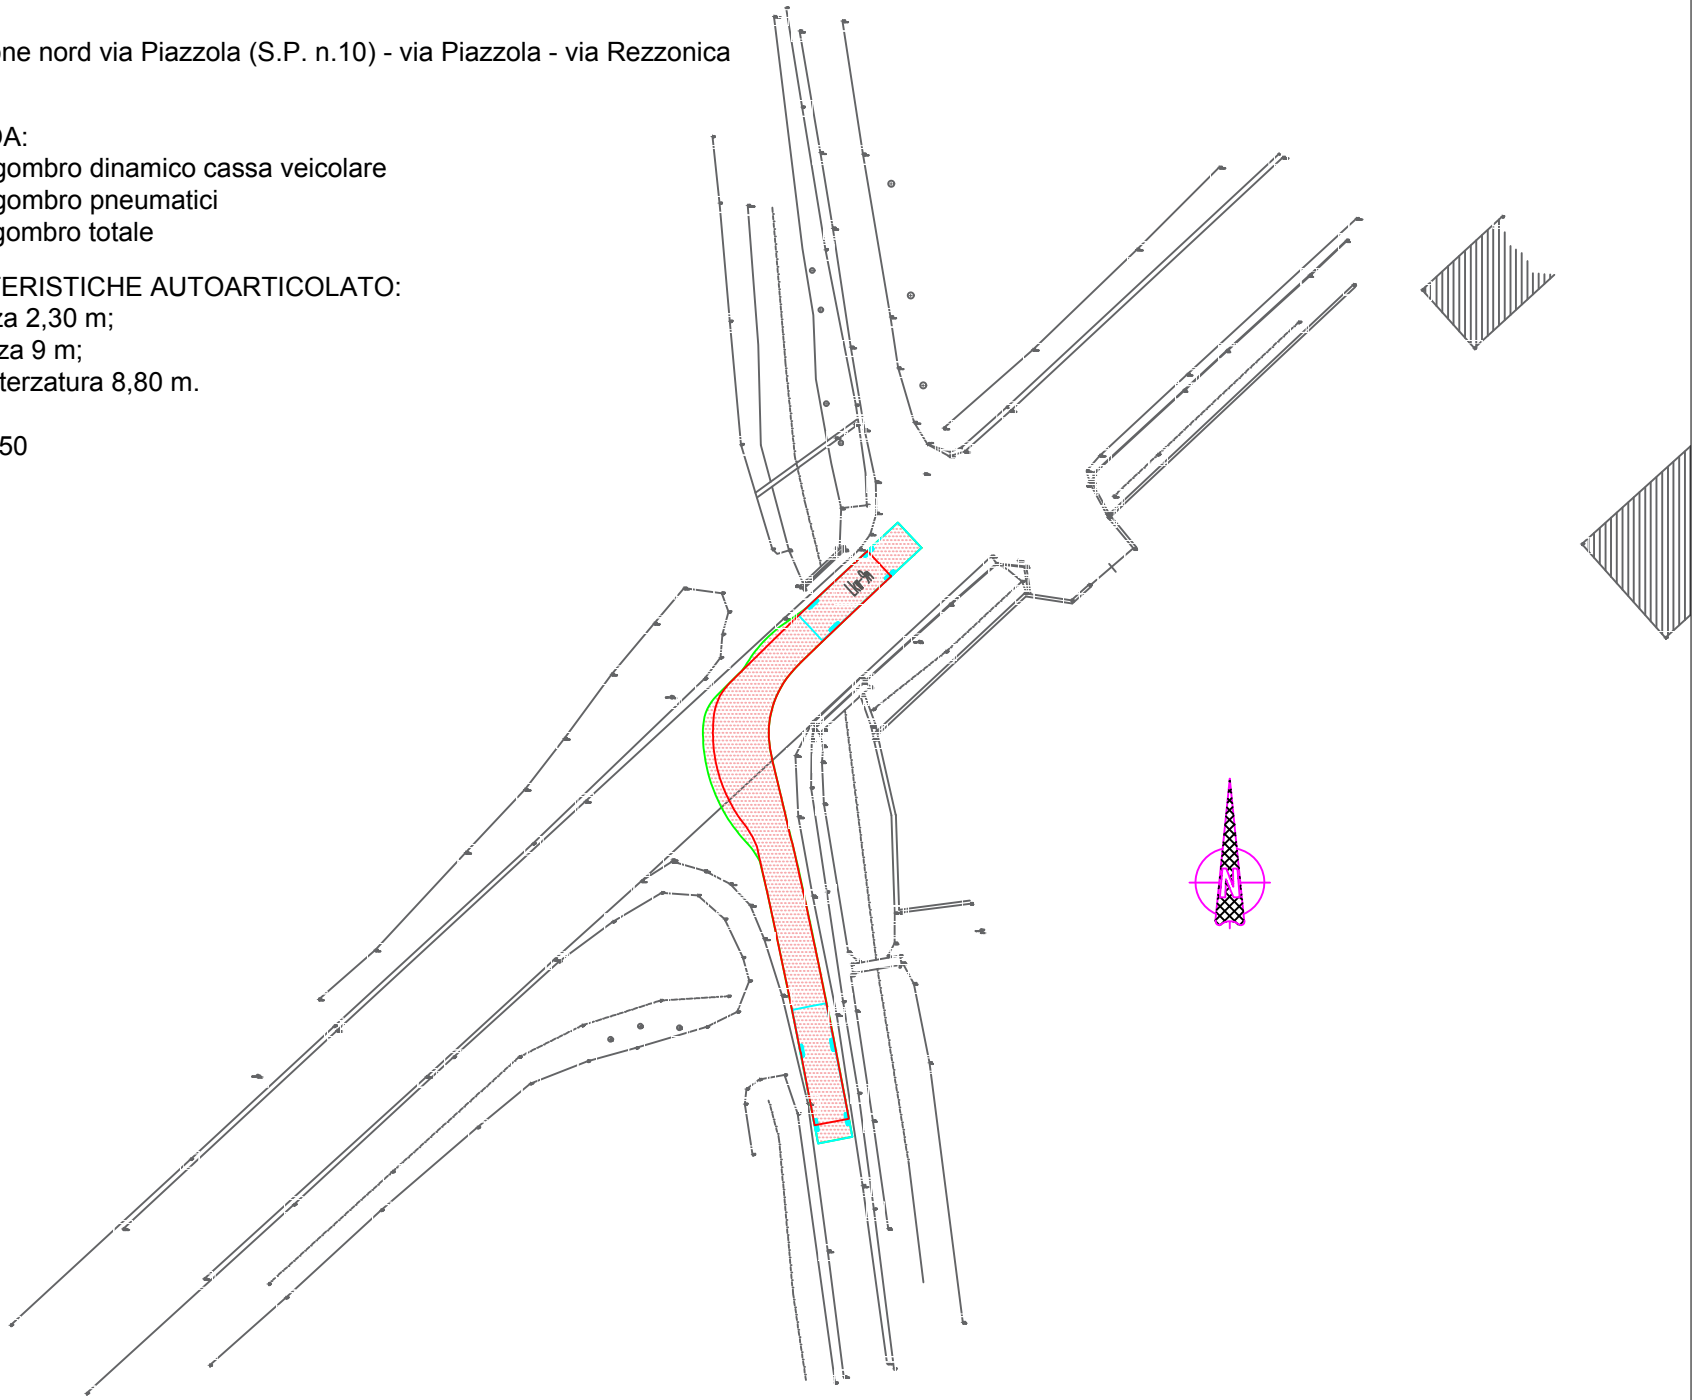 one nord via Piazzola (S.P. n.10) - via Piazzola - via Rezzonica
DA:
gombro dinamico cassa veicolare
gombro pneumatici
gombro totale
TERISTICHE AUTOARTICOLATO:
za 2,30 m;
za 9 m;
terzatura 8,80 m.
50
N